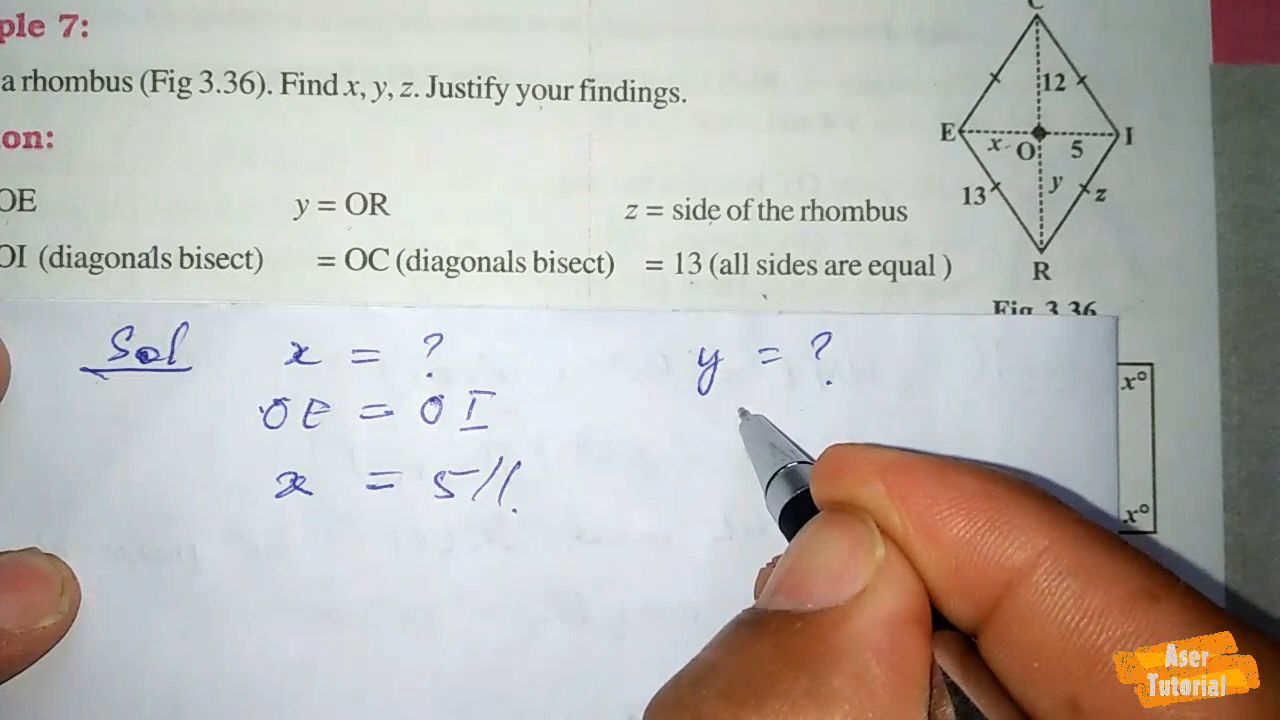 ple 7:
a rhombus (Fig 3.36). Find x, y, z. Justify your findings.
on:
OE
y = OR
z = side of the rhombus
OI (diagonals bisect)
= OC (diagonals bisect)
= 13 (all sides are equal )
C
12
E
x
O
5
I
13
y
z
R
Fig 3.36
Sol
x = ?
y = ?
OE = OI
x = 5//.
x°
x°
Aser
Tutorial